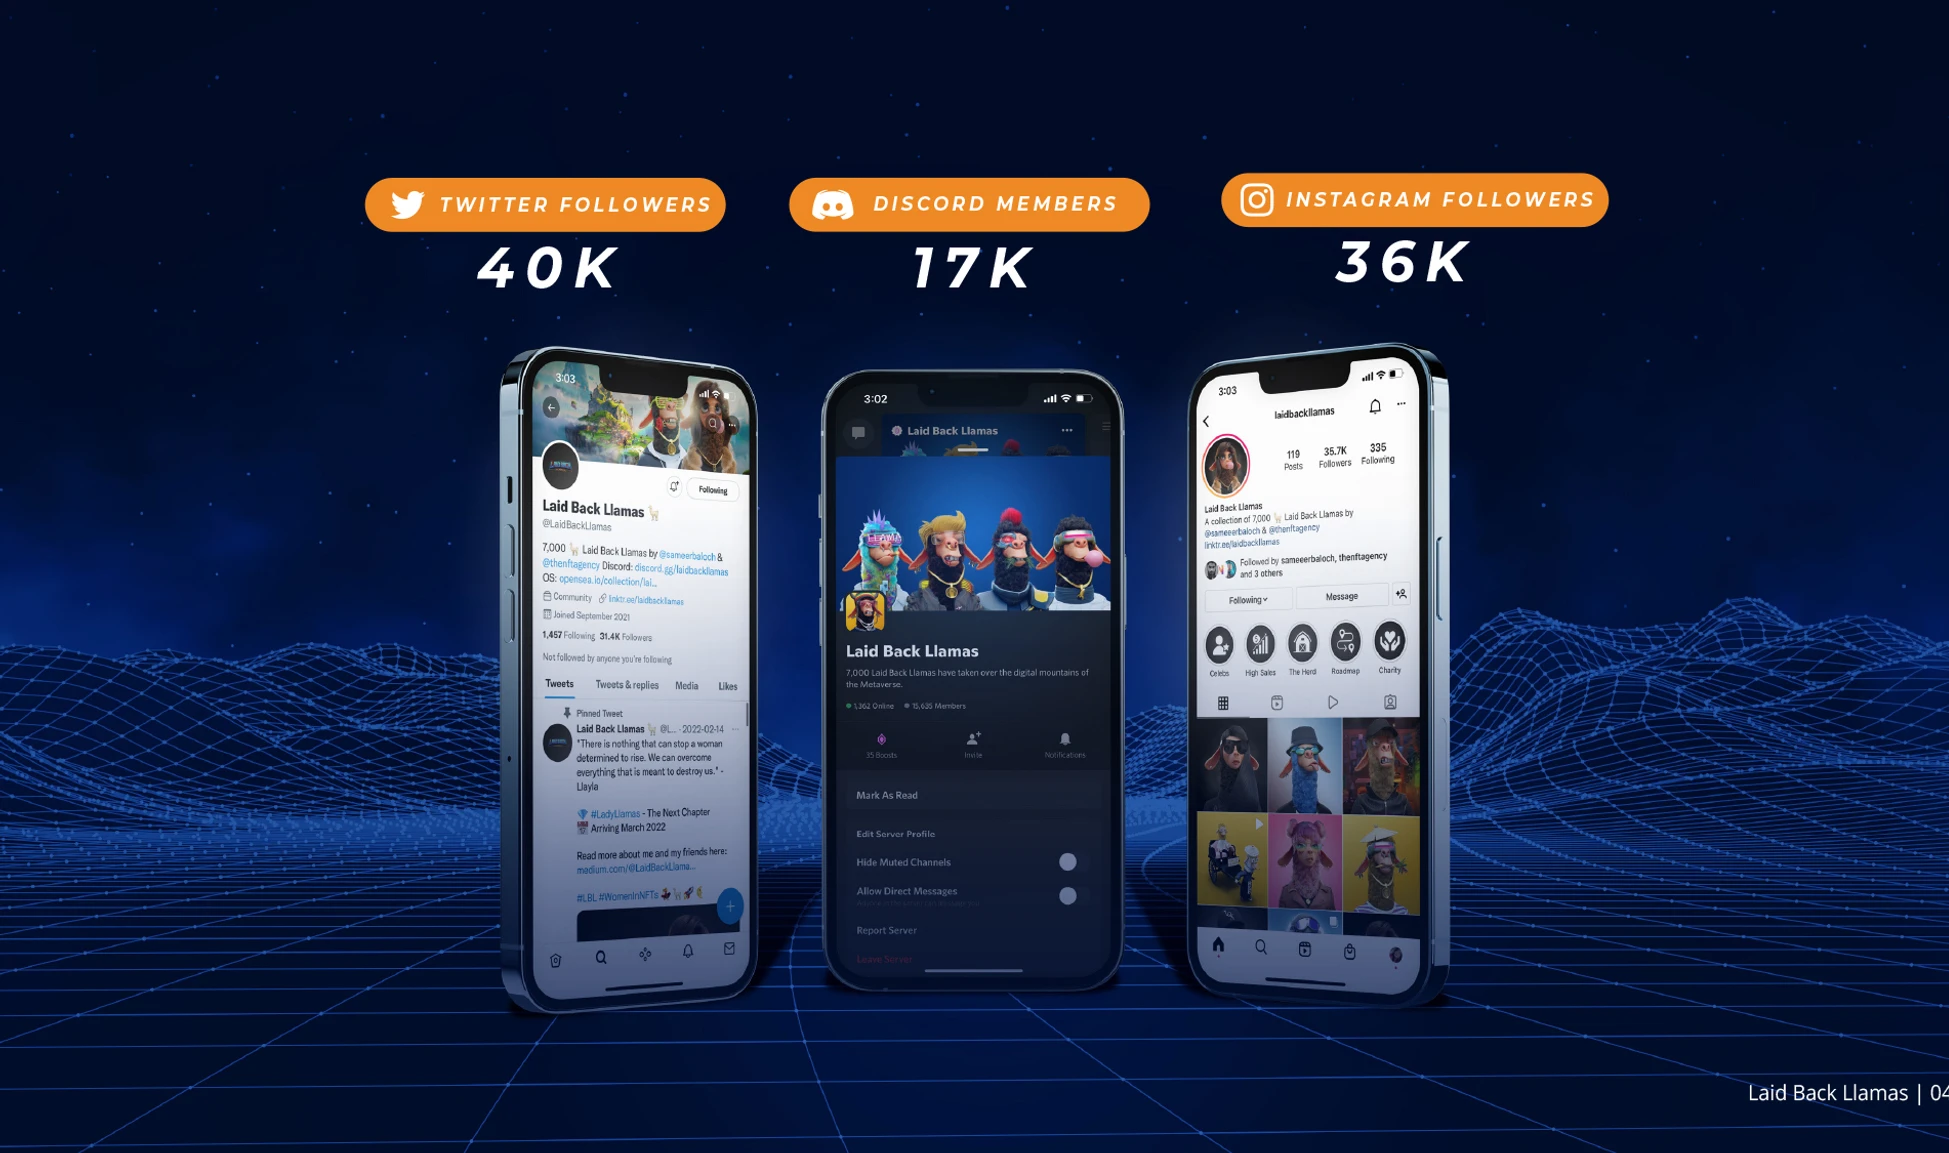 TWITTER FOLLOWERS
40K
DISCORD MEMBERS
17K
INSTAGRAM FOLLOWERS
36K
3:03
Following
Laid Back Llamas 🦙
@LaidBackLlamas
7,000 🦙 Laid Back Llamas by @sameerbaloch &
@thenftagency Discord: discord.gg/laidbackllamas
OS: opensea.io/collection/lai...
Community linktr.ee/laidbackllamas
Joined September 2021
1,457 Following 31.4K Followers
Not followed by anyone you're following
Tweets Tweets & replies Media Likes
Pinned Tweet
Laid Back Llamas 🦙 @L... · 2022-02-14 ...
"There is nothing that can stop a woman
determined to rise. We can overcome
everything that is meant to destroy us." -
Llayla
💎 #LadyLlamas - The Next Chapter
📅 Arriving March 2022
Read more about me and my friends here:
medium.com/@LaidBackLlama...
#LBL #WomenInNFTs
3:02
Laid Back Llamas
LLAMA
Laid Back Llamas
7,000 Laid Back Llamas have taken over the digital mountains of
the Metaverse.
1,362 Online 15,635 Members
35 Boosts Invite Notifications
Mark As Read
Edit Server Profile
Hide Muted Channels
Allow Direct Messages
Report Server
Leave Server
3:03
laidbackllamas
119 35.7K 335
Posts Followers Following
Laid Back Llamas
A collection of 7,000 🦙 Laid Back Llamas by
@sameerbaloch & @thenftagency
linktr.ee/laidbackllamas
Followed by sameerbaloch, thenftagency
and 3 others
Following Message
Celebs High Sales The Herd Roadmap Charity
Laid Back Llamas | 04